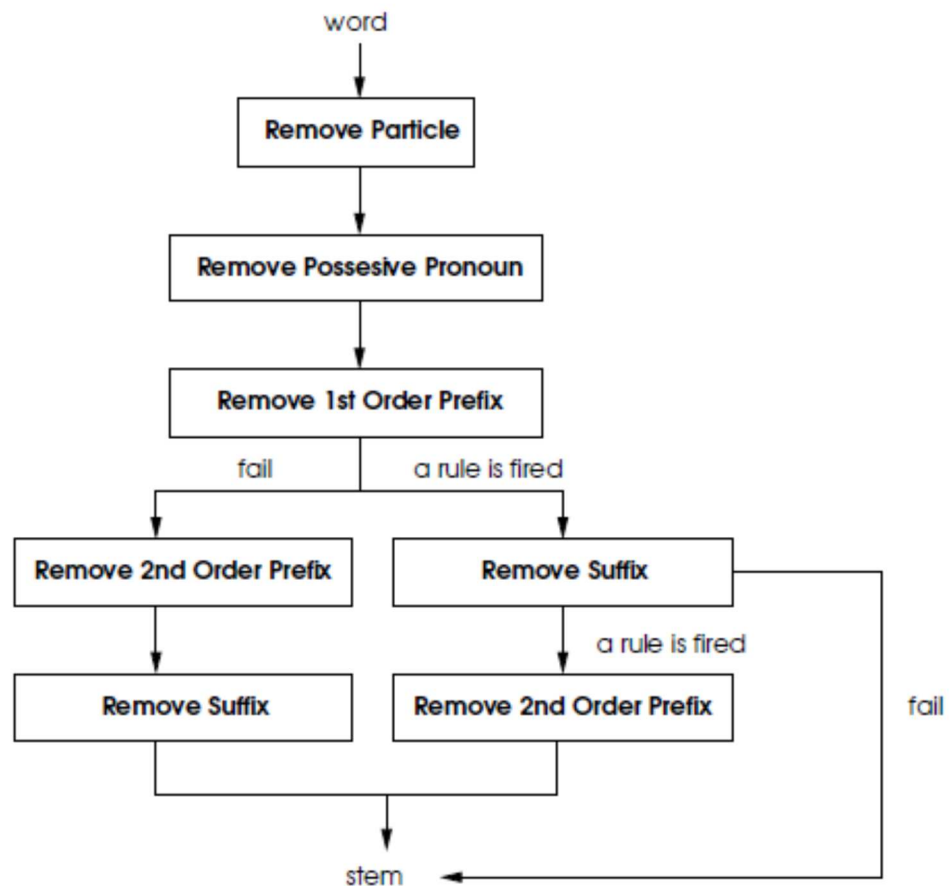 word
Remove Particle
Remove Possesive Pronoun
Remove 1st Order Prefix
fail
a rule is fired
Remove 2nd Order Prefix
Remove Suffix
a rule is fired
Remove Suffix
Remove 2nd Order Prefix
fail
stem